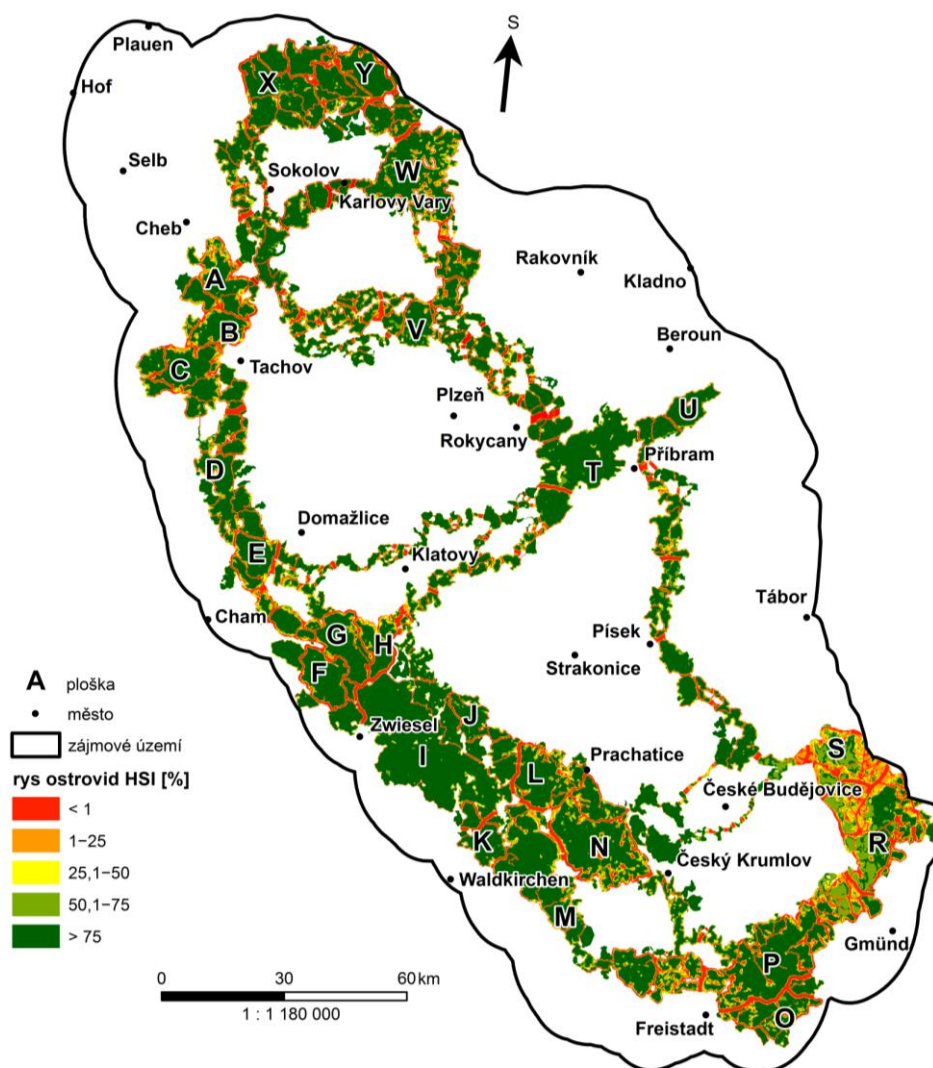 S
Plauen
Hof
X
Y
Selb
Sokolov
W
Karlovy Vary
Cheb
Rakovník
Kladno
A
B
V
Beroun
C
Tachov
Plzeň
U
Rokycany
Příbram
D
T
Domažlice
E
Klatovy
Cham
Tábor
G
H
Písek
F
Strakonice
J
Zwiesel
S
I
L
Prachatice
České Budějovice
K
N
R
Český Krumlov
Waldkirchen
M
Gmünd
P
O
Freistadt
A ploška
město
zájmové území
rys ostrovid HSI [%]
< 1
1–25
25,1–50
50,1–75
> 75
0 30 60 km
1 : 1 180 000